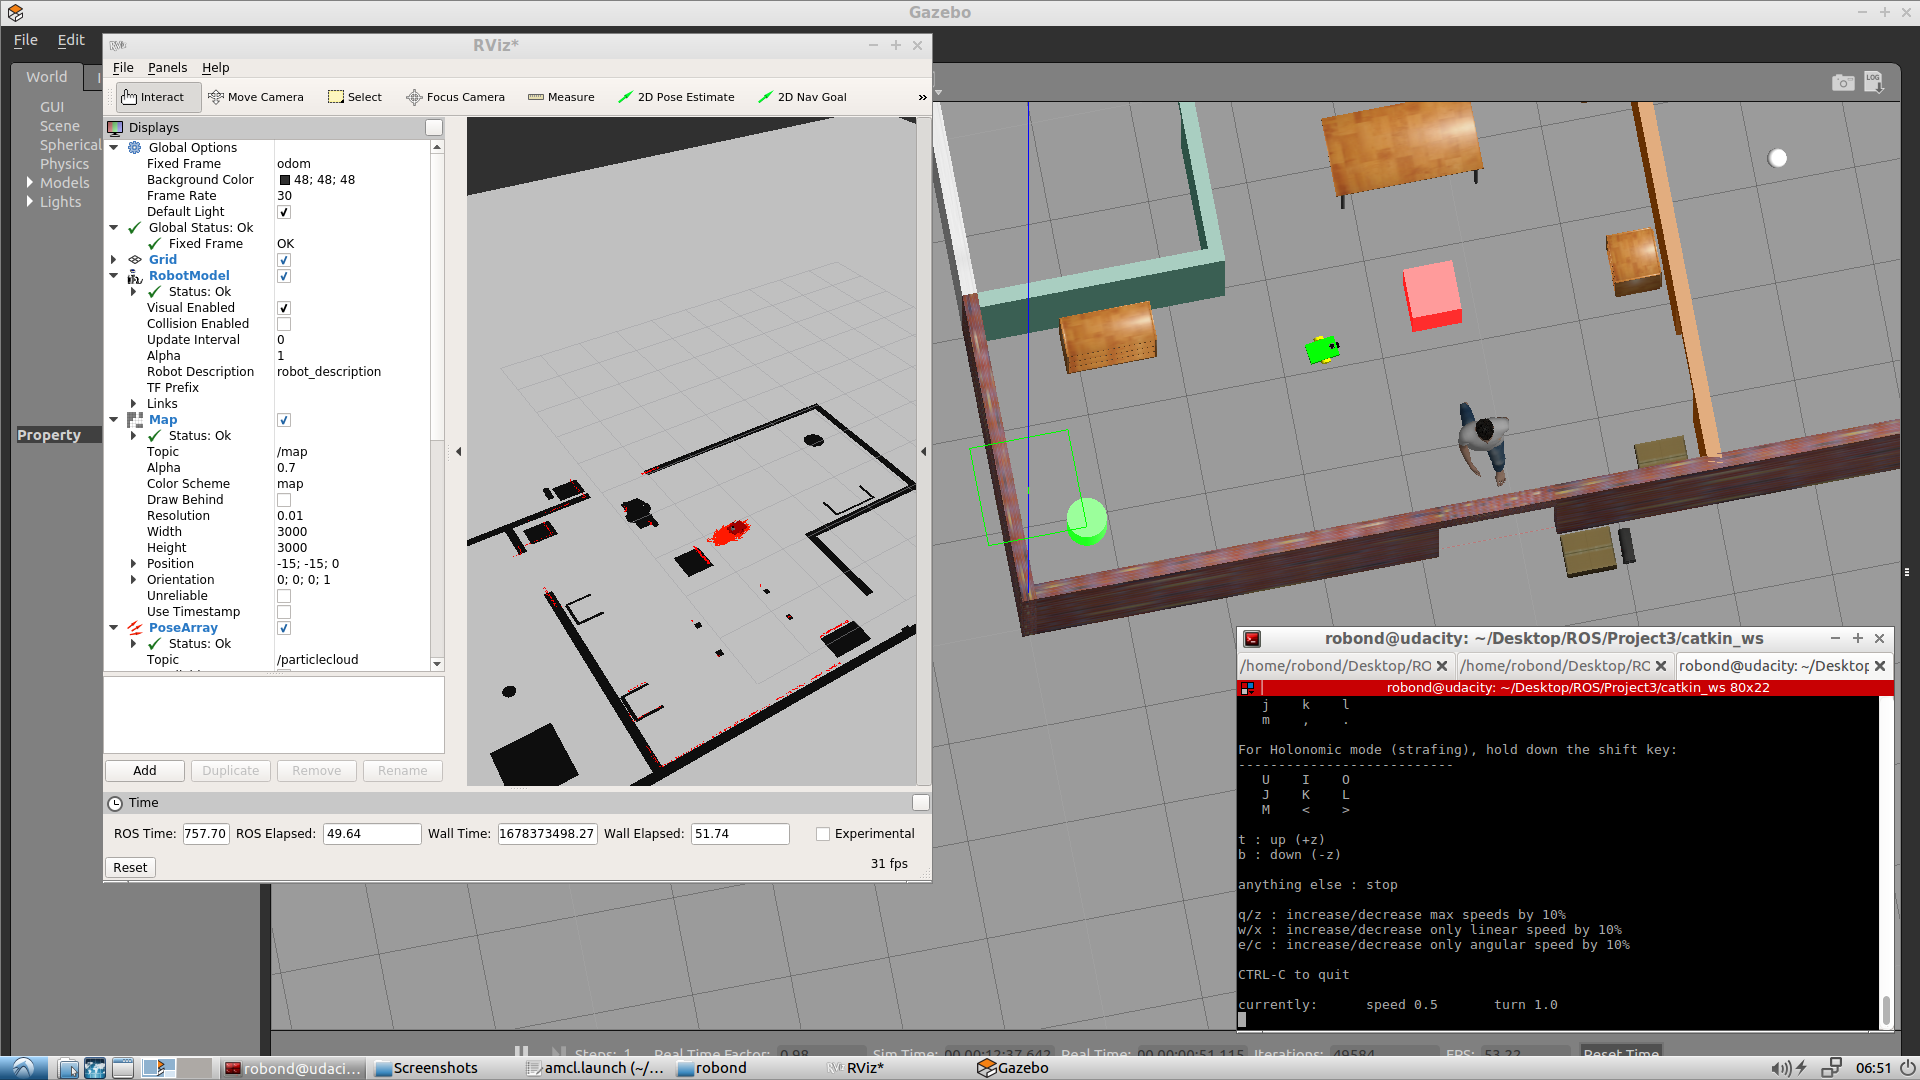 Gazebo
File Edit
World
GUI
Scene
Spherical
Physics
Models
Lights
Property
RViz*
File Panels Help
Interact Move Camera Select Focus Camera Measure 2D Pose Estimate 2D Nav Goal »
Displays
Global Options
Fixed Frame odom
Background Color 48; 48; 48
Frame Rate 30
Default Light
Global Status: Ok
Fixed Frame OK
Grid
RobotModel
Status: Ok
Visual Enabled
Collision Enabled
Update Interval 0
Alpha 1
Robot Description robot_description
TF Prefix
Links
Map
Status: Ok
Topic /map
Alpha 0.7
Color Scheme map
Draw Behind
Resolution 0.01
Width 3000
Height 3000
Position -15; -15; 0
Orientation 0; 0; 0; 1
Unreliable
Use Timestamp
PoseArray
Status: Ok
Topic /particlecloud
Add Duplicate Remove Rename
Time
ROS Time: 757.70 ROS Elapsed: 49.64 Wall Time: 1678373498.27 Wall Elapsed: 51.74 Experimental
Reset 31 fps
LOG
robond@udacity: ~/Desktop/ROS/Project3/catkin_ws
/home/robond/Desktop/RO /home/robond/Desktop/RO robond@udacity: ~/Desktop
robond@udacity: ~/Desktop/ROS/Project3/catkin_ws 80x22
j k l
m , .
For Holonomic mode (strafing), hold down the shift key:
---------------------------
U I O
J K L
M < >
t : up (+z)
b : down (-z)
anything else : stop
q/z : increase/decrease max speeds by 10%
w/x : increase/decrease only linear speed by 10%
e/c : increase/decrease only angular speed by 10%
CTRL-C to quit
currently: speed 0.5 turn 1.0
Steps: 1 Real Time Factor: 0.98 Sim Time: 00 00:12:37.642 Real Time: 00 00:00:51.115 Iterations: 49584 FPS: 53.22 Reset Time
robond@udaci... Screenshots amcl.launch (~/... robond RViz* Gazebo 06:51